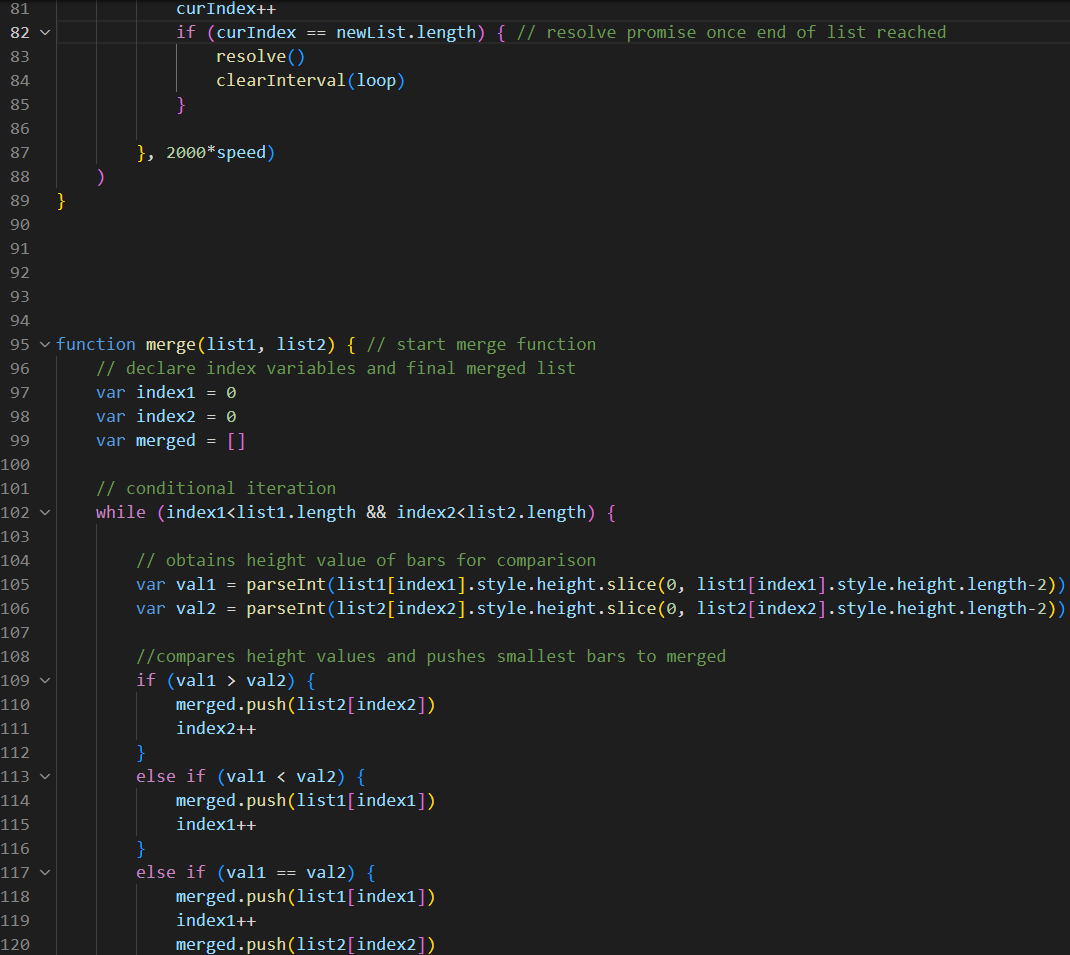 81 curIndex++
82 if (curIndex == newList.length) { // resolve promise once end of list reached
83 resolve()
84 clearInterval(loop)
85 }
86
87 }, 2000*speed)
88 )
89 }
90
91
92
93
94
95 function merge(list1, list2) { // start merge function
96 // declare index variables and final merged list
97 var index1 = 0
98 var index2 = 0
99 var merged = []
100
101 // conditional iteration
102 while (index1<list1.length && index2<list2.length) {
103
104 // obtains height value of bars for comparison
105 var val1 = parseInt(list1[index1].style.height.slice(0, list1[index1].style.height.length-2))
106 var val2 = parseInt(list2[index2].style.height.slice(0, list2[index2].style.height.length-2))
107
108 //compares height values and pushes smallest bars to merged
109 if (val1 > val2) {
110 merged.push(list2[index2])
111 index2++
112 }
113 else if (val1 < val2) {
114 merged.push(list1[index1])
115 index1++
116 }
117 else if (val1 == val2) {
118 merged.push(list1[index1])
119 index1++
120 merged.push(list2[index2])